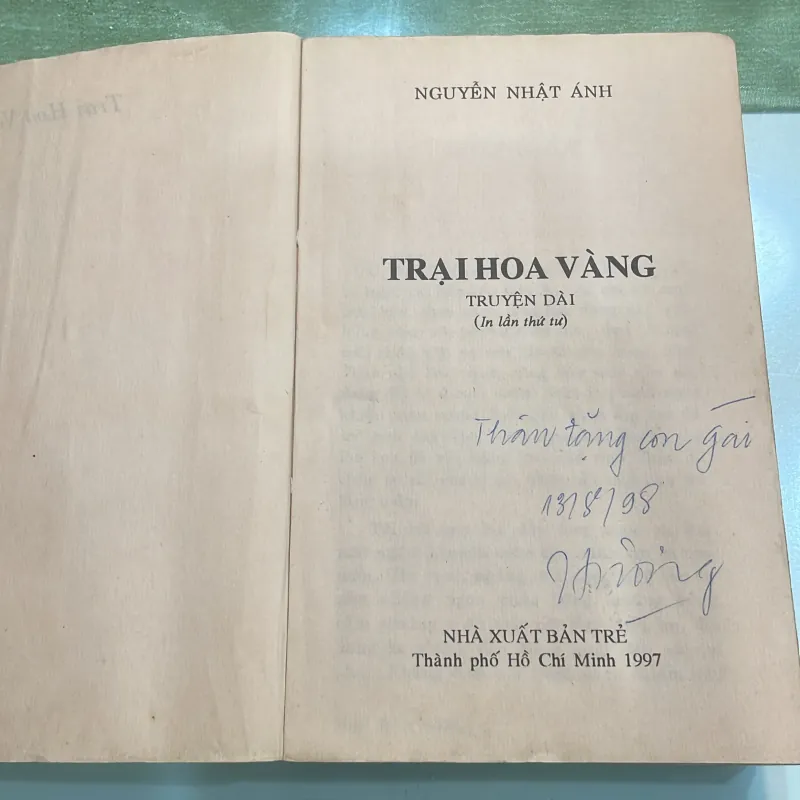 NGUYỄN NHẬT ÁNH
TRẠI HOA VÀNG
TRUYỆN DÀI
(In lần thứ tư)
Thân tặng con gái
13/8/98
NHÀ XUẤT BẢN TRẺ
Thành phố Hồ Chí Minh 1997